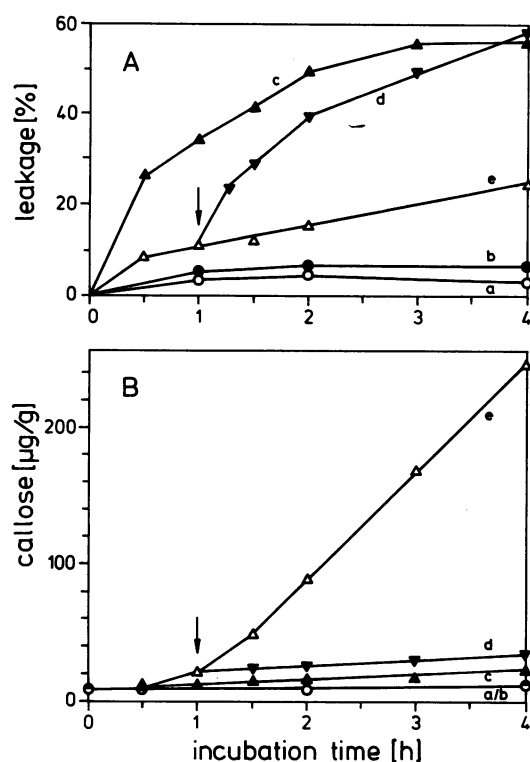 60
A
c
d
40
leakage [%]
20
e
b
a
0
0 1 2 3 4
B
e
200
callose [µg/g]
100
d
c
a/b
0
0 1 2 3 4
incubation time [h]